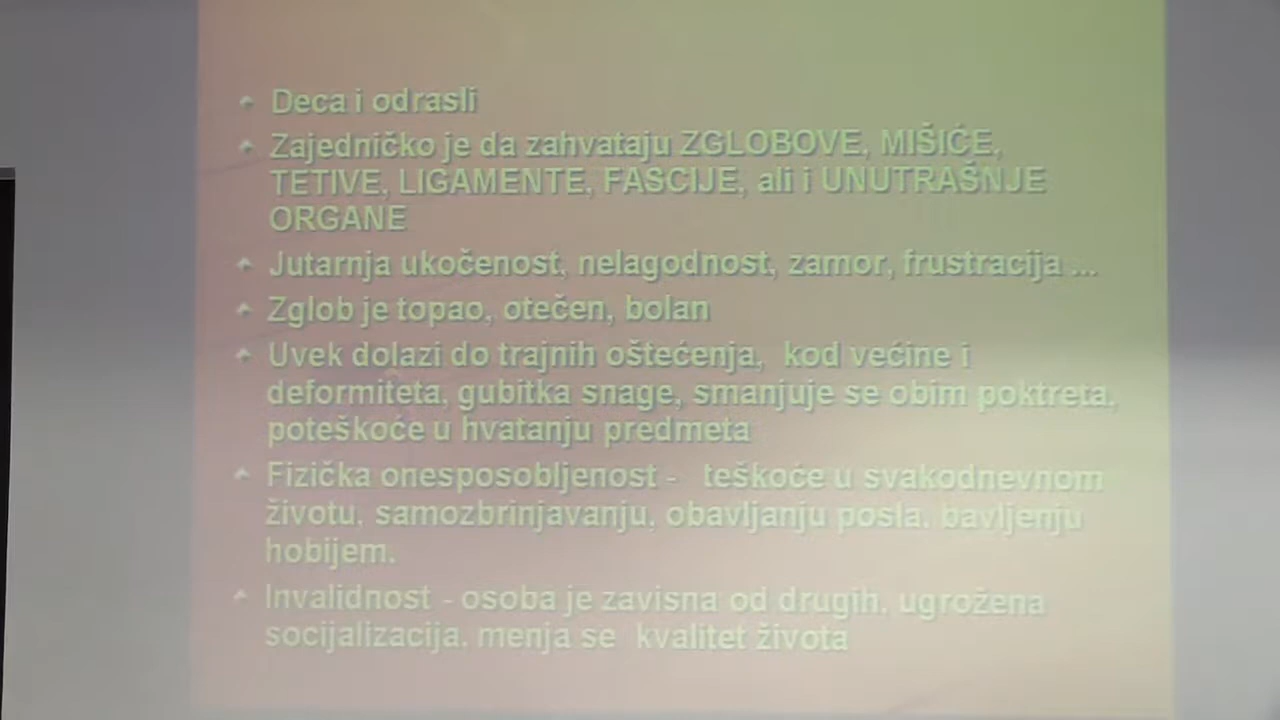 Deca i odrasli
Zajedničko je da zahvataju ZGLOBOVE, MIŠIĆE,
TETIVE, LIGAMENTE, FASCIJE, ali i UNUTRAŠNJE
ORGANE
Jutarnja ukočenost, nelagodnost, zamor, frustracija ...
Zglob je topao, otečen, bolan
Uvek dolazi do trajnih oštećenja, kod većine i
deformiteta, gubitka snage, smanjuje se obim poktreta,
poteškoće u hvatanju predmeta
Fizička onesposobljenost - teškoće u svakodnevnom
životu, samozbrinjavanju, obavljanju posla, bavljenju
hobijem.
Invalidnost - osoba je zavisna od drugih, ugrožena
socijalizacija, menja se kvalitet života